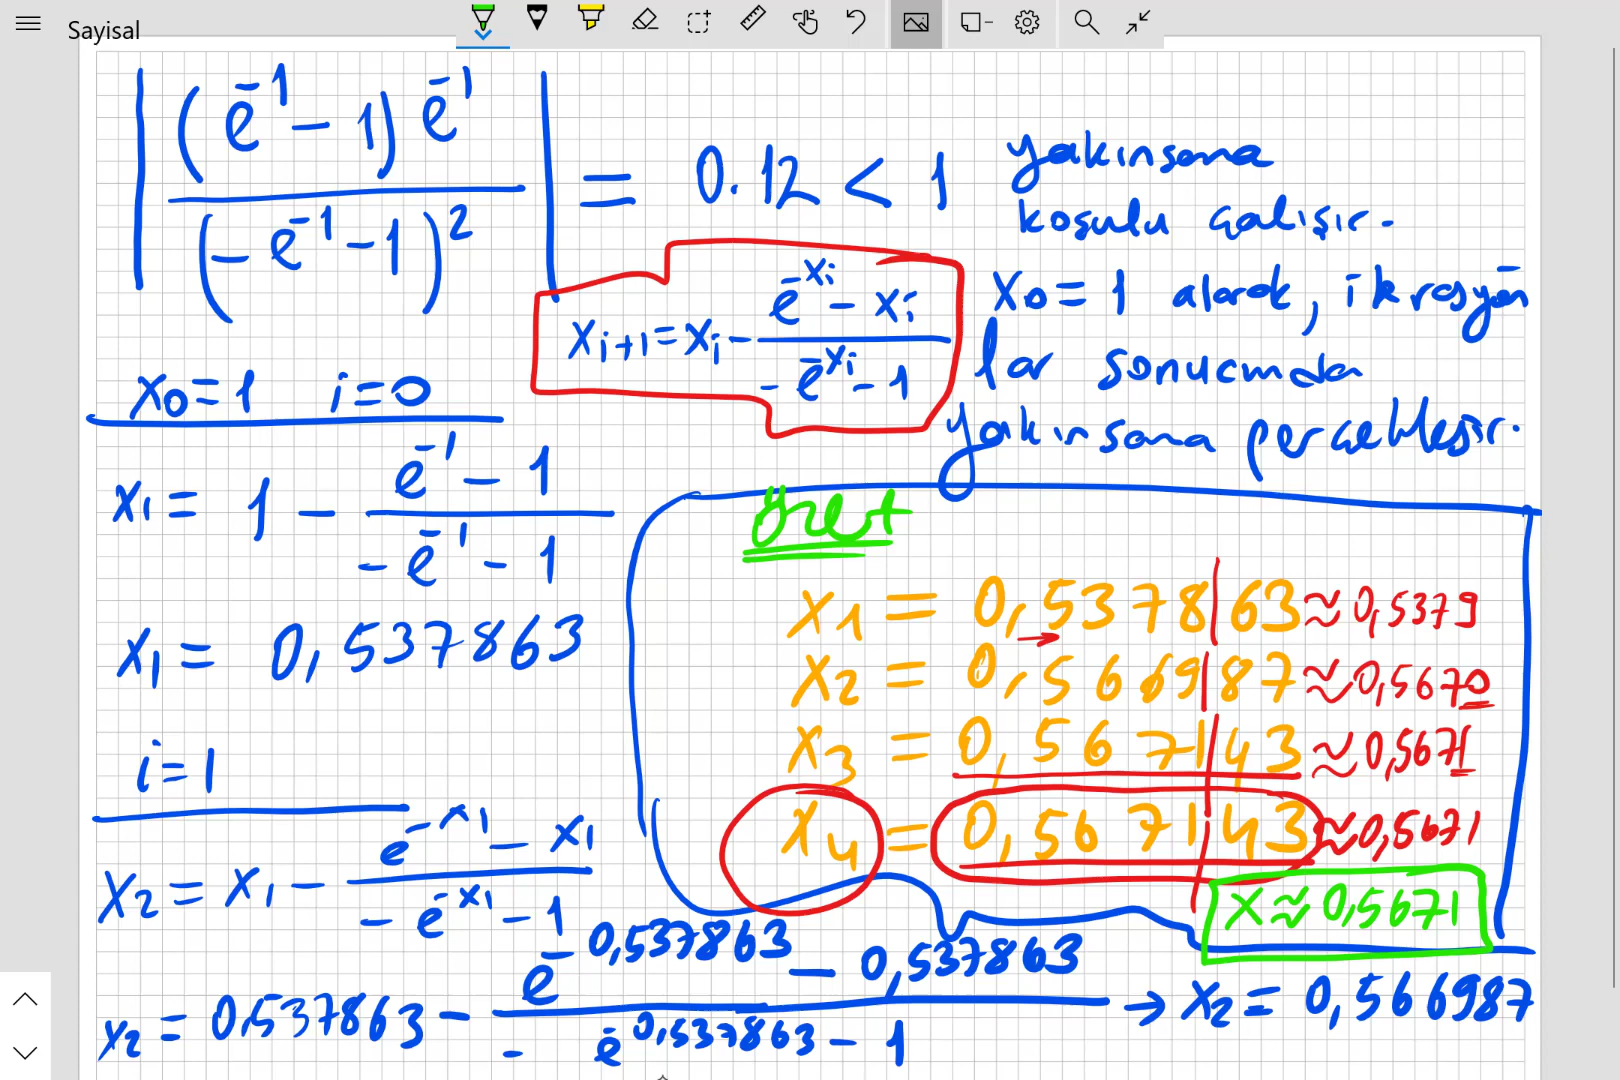 Sayisal
|(e⁻¹ - 1) e⁻¹ / (- e⁻¹ - 1)²| = 0.12 < 1
yakınsama
koşulu çalışır.
x_{i+1} = x_i - (e^{-x_i} - x_i) / (- e^{-x_i} - 1)
x₀ = 1 alarak,
lar sonucunda
yakınsama
x₀ = 1 i = 0
x₁ = 1 - (e⁻¹ - 1) / (- e⁻¹ - 1)
x₁ = 0,537863
Özet
x₁ = 0,537863 ≈ 0,5379
x₂ = 0,566987 ≈ 0,5670
x₃ = 0,567143 ≈ 0,5671
x₄ = 0,567143 ≈ 0,5671
x ≈ 0,5671
i = 1
x₂ = x₁ - (e^{-x₁} - x₁) / (- e^{-x₁} - 1)
x₂ = 0,537863 - (e^{-0,537863} - 0,537863) / (- e^{-0,537863} - 1) → x₂ = 0,566987